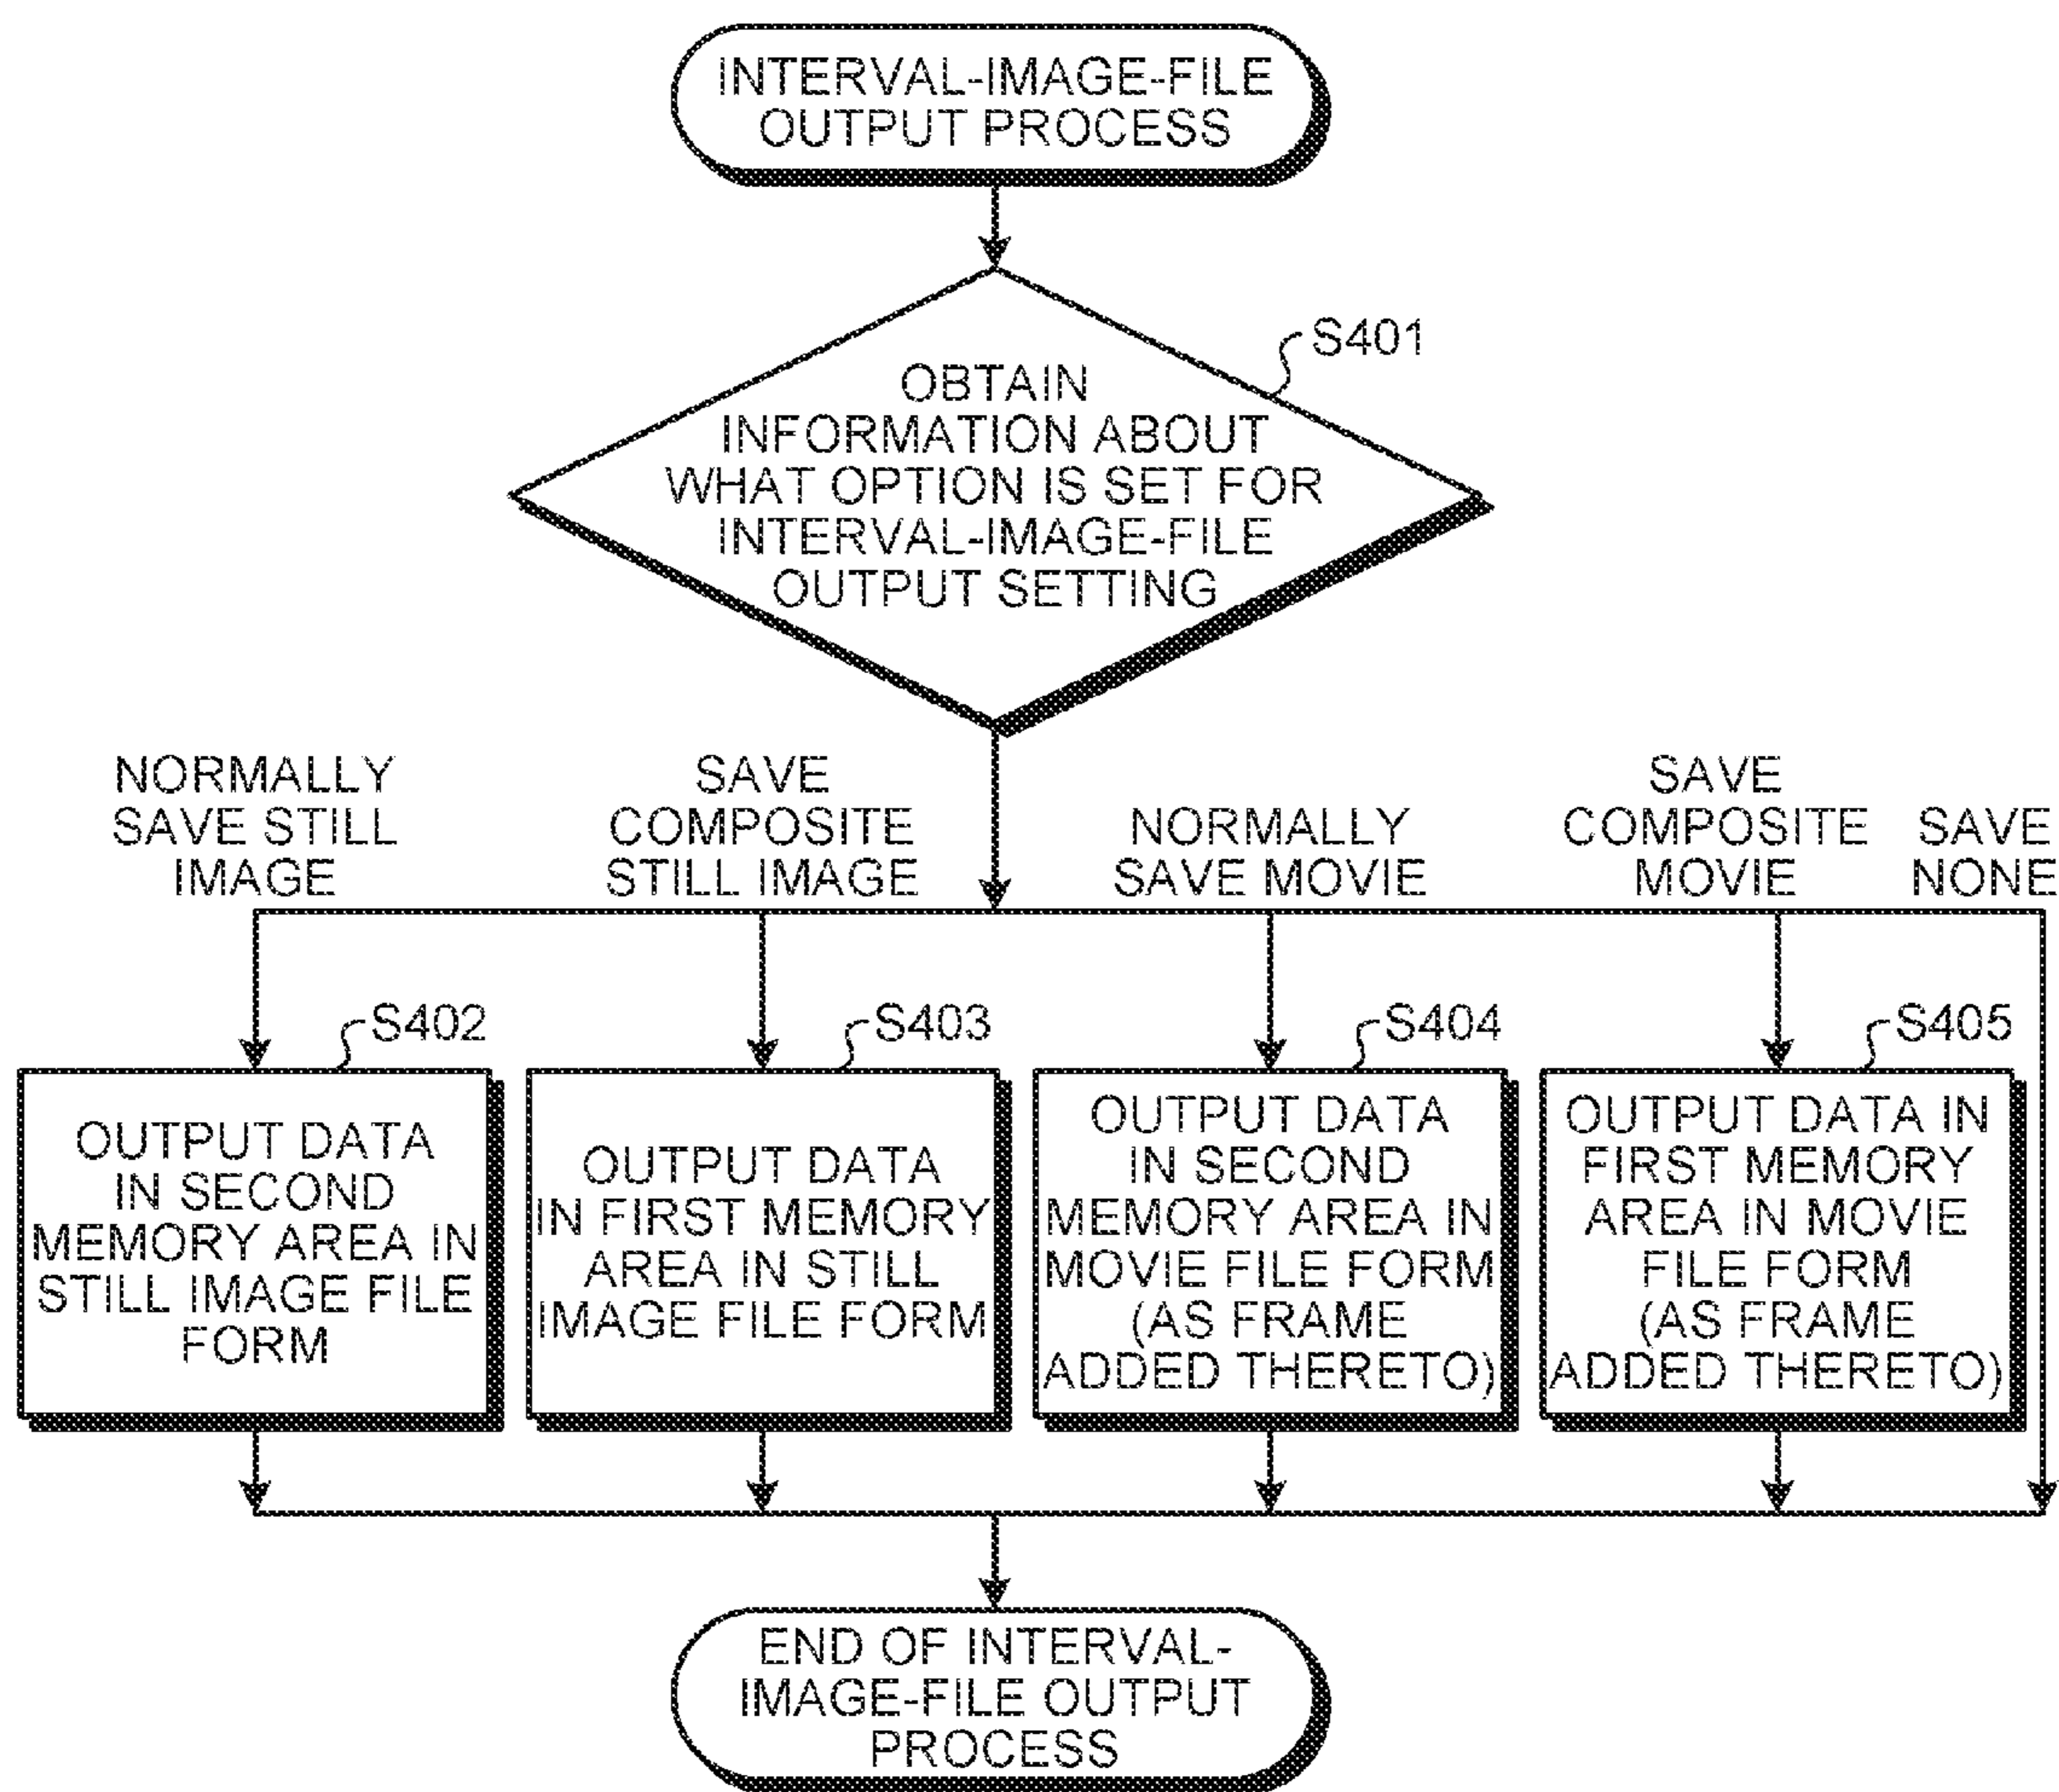 INTERVAL-IMAGE-FILE
OUTPUT PROCESS
S401
OBTAIN
INFORMATION ABOUT
WHAT OPTION IS SET FOR
INTERVAL-IMAGE-FILE
OUTPUT SETTING
NORMALLY
SAVE STILL
IMAGE
SAVE
COMPOSITE
STILL IMAGE
NORMALLY
SAVE MOVIE
SAVE
COMPOSITE
MOVIE
SAVE
NONE
S402
OUTPUT DATA
IN SECOND
MEMORY AREA IN
STILL IMAGE FILE
FORM
S403
OUTPUT DATA
IN FIRST MEMORY
AREA IN STILL
IMAGE FILE FORM
S404
OUTPUT DATA
IN SECOND
MEMORY AREA IN
MOVIE FILE FORM
(AS FRAME
ADDED THERETO)
S405
OUTPUT DATA IN
FIRST MEMORY
AREA IN MOVIE
FILE FORM
(AS FRAME
ADDED THERETO)
END OF INTERVAL-
IMAGE-FILE OUTPUT
PROCESS